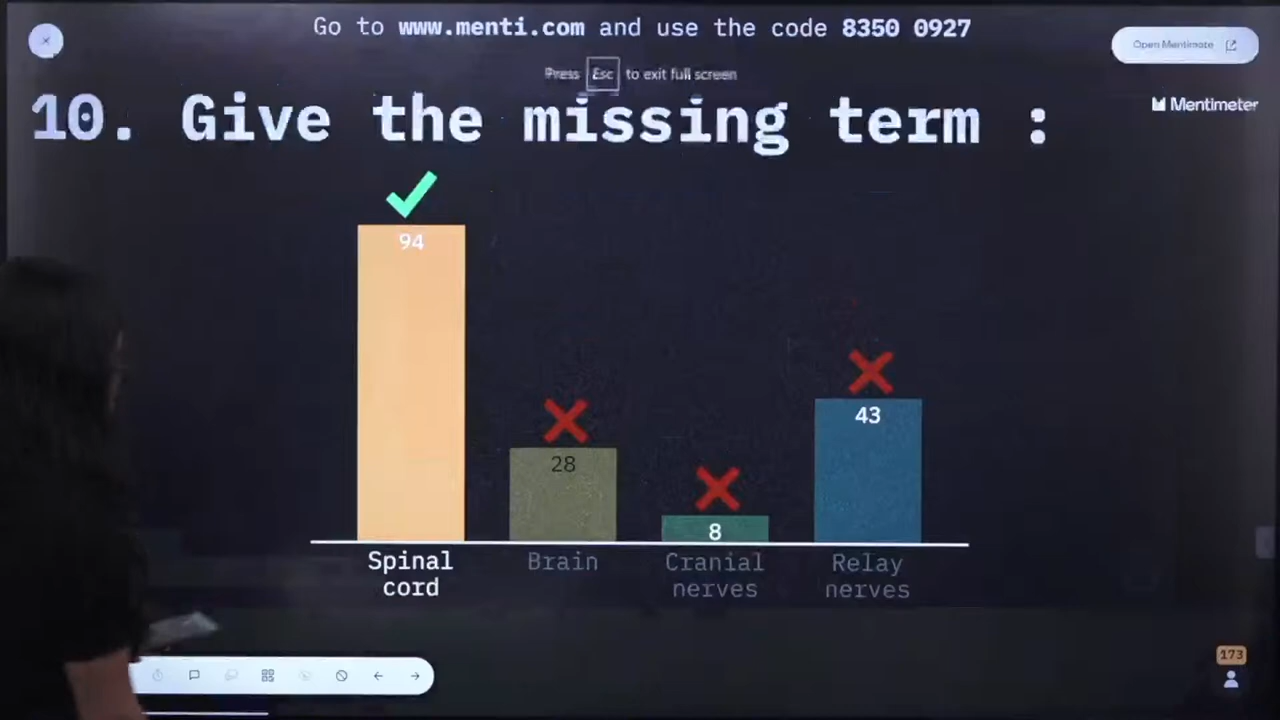 Go to www.menti.com and use the code 8350 0927
Open Mentimeter
Press Esc to exit full screen
Mentimeter
10. Give the missing term :
94
28
8
43
Spinal
cord
Brain
Cranial
nerves
Relay
nerves
173